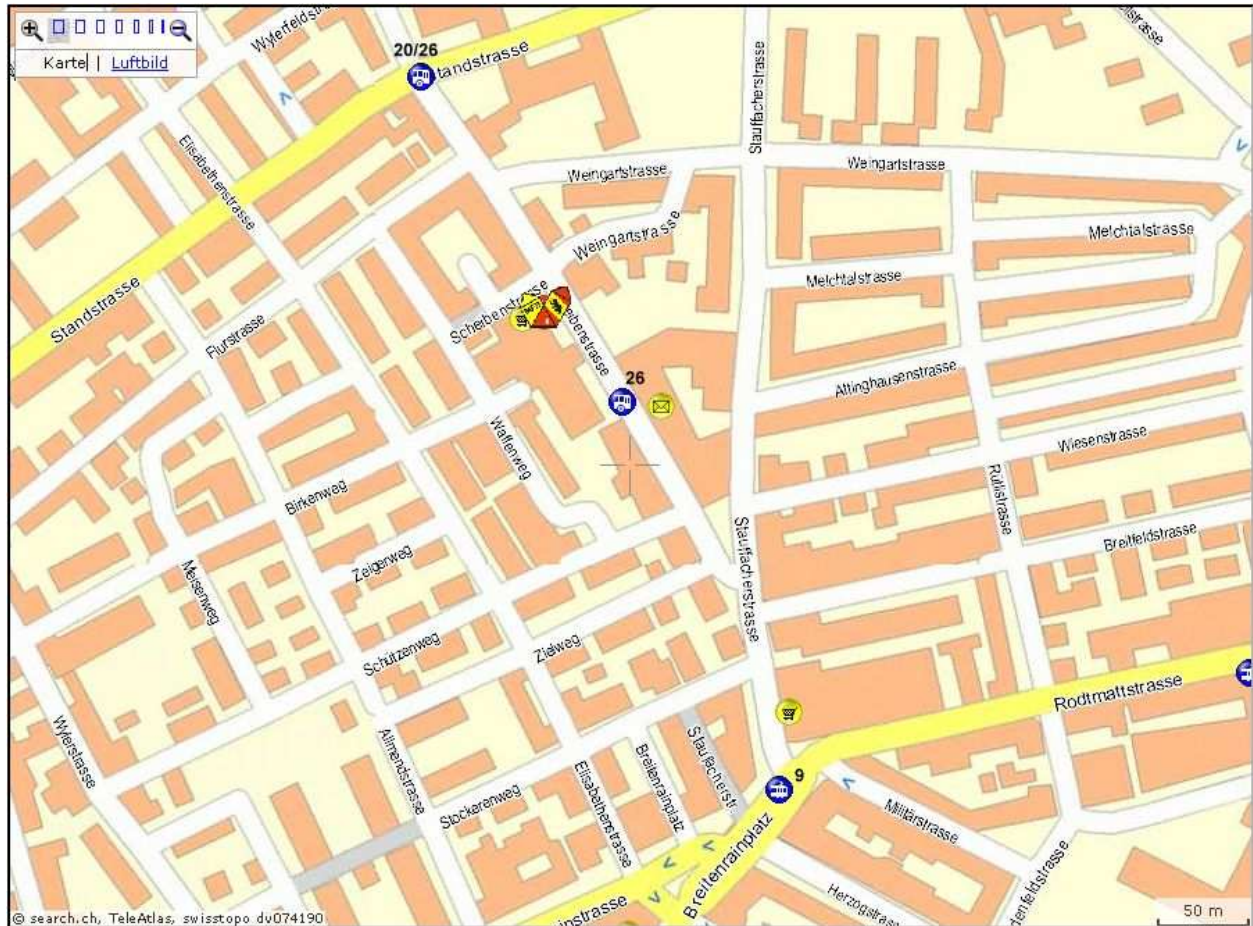 Karte | Luftbild
Wylerfeldstr
20/26
tandstrasse
Stauffacherstrasse
Elisabethenstrasse
Weingartstrasse
Weingartstrasse
Weingartstrasse
Melchtalstrasse
Melchtalstrasse
Standstrasse
Flurstrasse
Scheibenstrasse
eibenstrasse
26
Attinghausenstrasse
Wiesenstrasse
Waffenweg
Birkenweg
Rütlistrasse
Breitfeldstrasse
Zeigerweg
Meisenweg
Stauffacherstrasse
Schützenweg
Zielweg
Rodtmattstrasse
Wylerstrasse
Allmendstrasse
Stauffacherstr
Breitenrainplatz
9
Elisabethenstrasse
Stockerenweg
Militärstrasse
Breitenrainplatz
Herzogstrasse
denfeldstrasse
instrasse
© search.ch, TeleAtlas, swisstopo dv074190
50 m